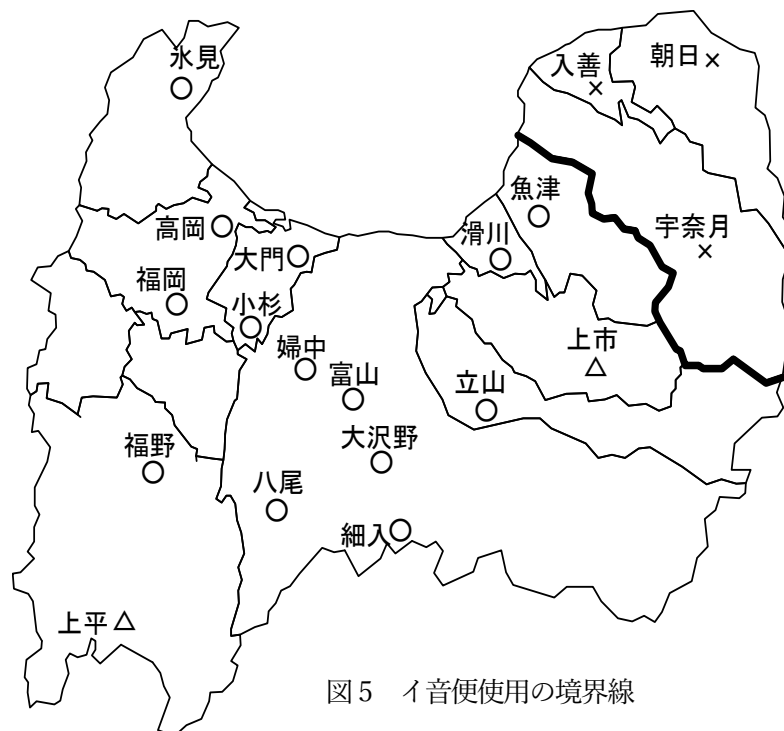 氷見 ○
入善 ×
朝日 ×
高岡 ○
大門 ○
魚津 ○
滑川 ○
宇奈月 ×
福岡 ○
小杉 ○
婦中 ○
富山 ○
立山 ○
上市 △
福野 ○
大沢野 ○
八尾 ○
細入 ○
上平 △
図5 イ音便使用の境界線